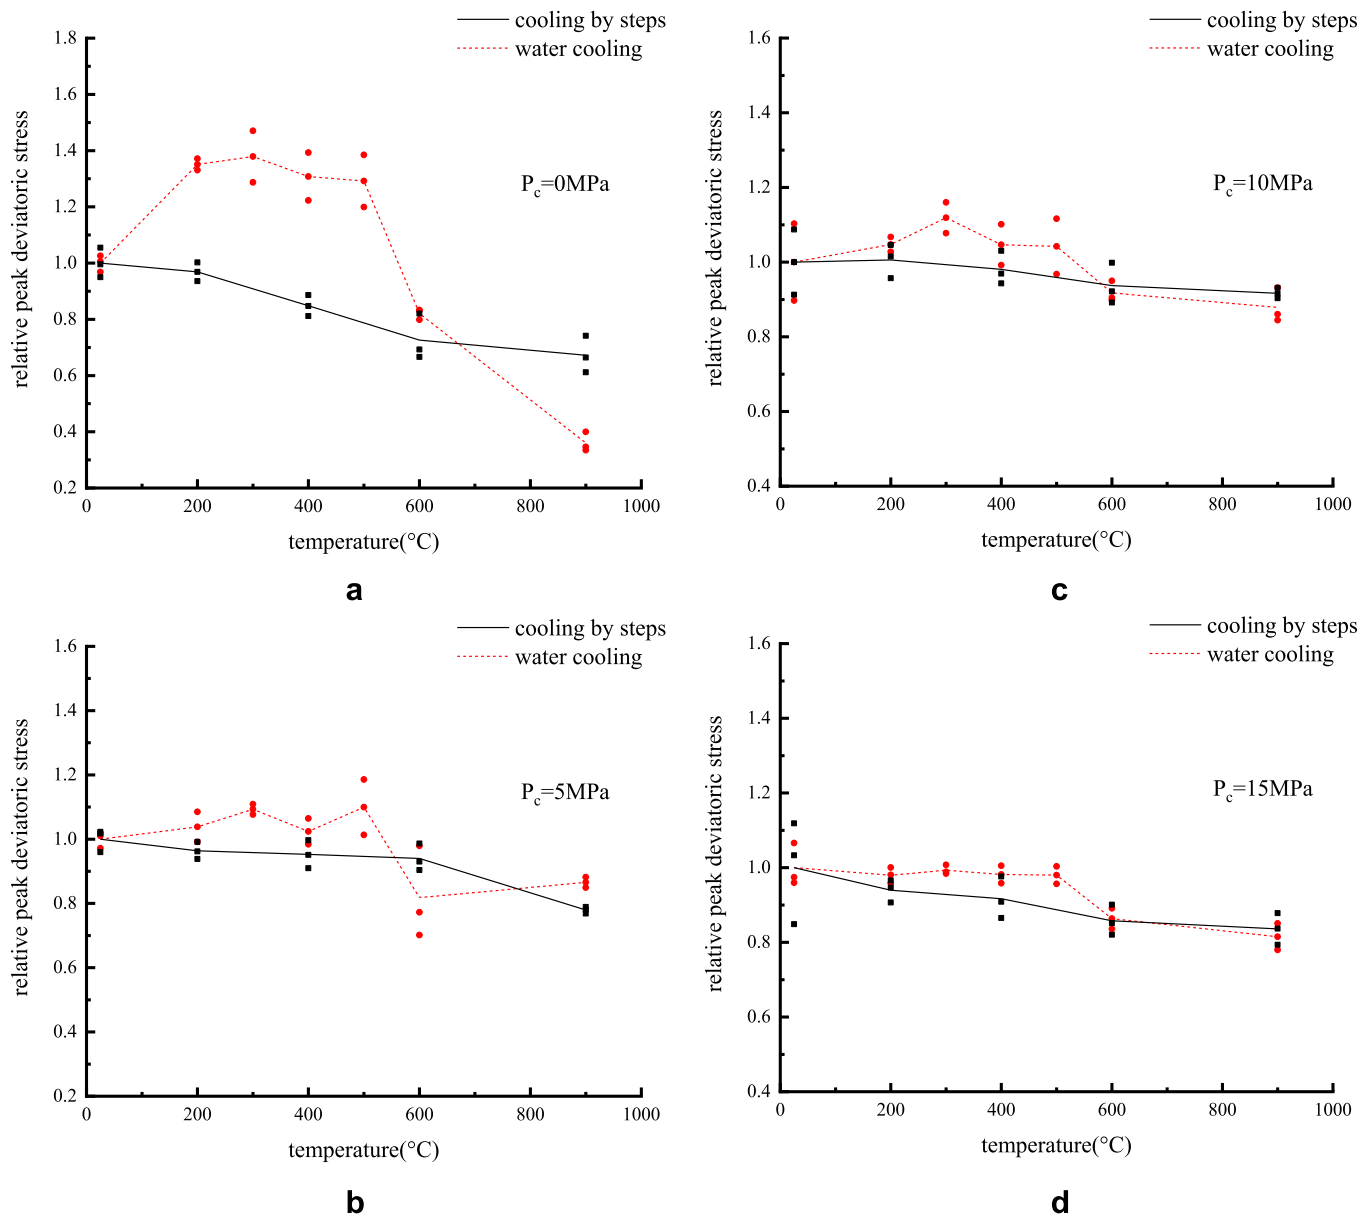 cooling by steps
water cooling
1.8
1.6
1.4
1.2
1.0
0.8
0.6
0.4
0.2
relative peak deviatoric stress
P_c=0MPa
0 200 400 600 800 1000
temperature(°C)
a
cooling by steps
water cooling
1.6
1.4
1.2
1.0
0.8
0.6
0.4
relative peak deviatoric stress
P_c=10MPa
0 200 400 600 800 1000
temperature(°C)
c
cooling by steps
water cooling
1.6
1.4
1.2
1.0
0.8
0.6
0.4
0.2
relative peak deviatoric stress
P_c=5MPa
0 200 400 600 800 1000
temperature(°C)
b
cooling by steps
water cooling
1.6
1.4
1.2
1.0
0.8
0.6
0.4
relative peak deviatoric stress
P_c=15MPa
0 200 400 600 800 1000
temperature(°C)
d